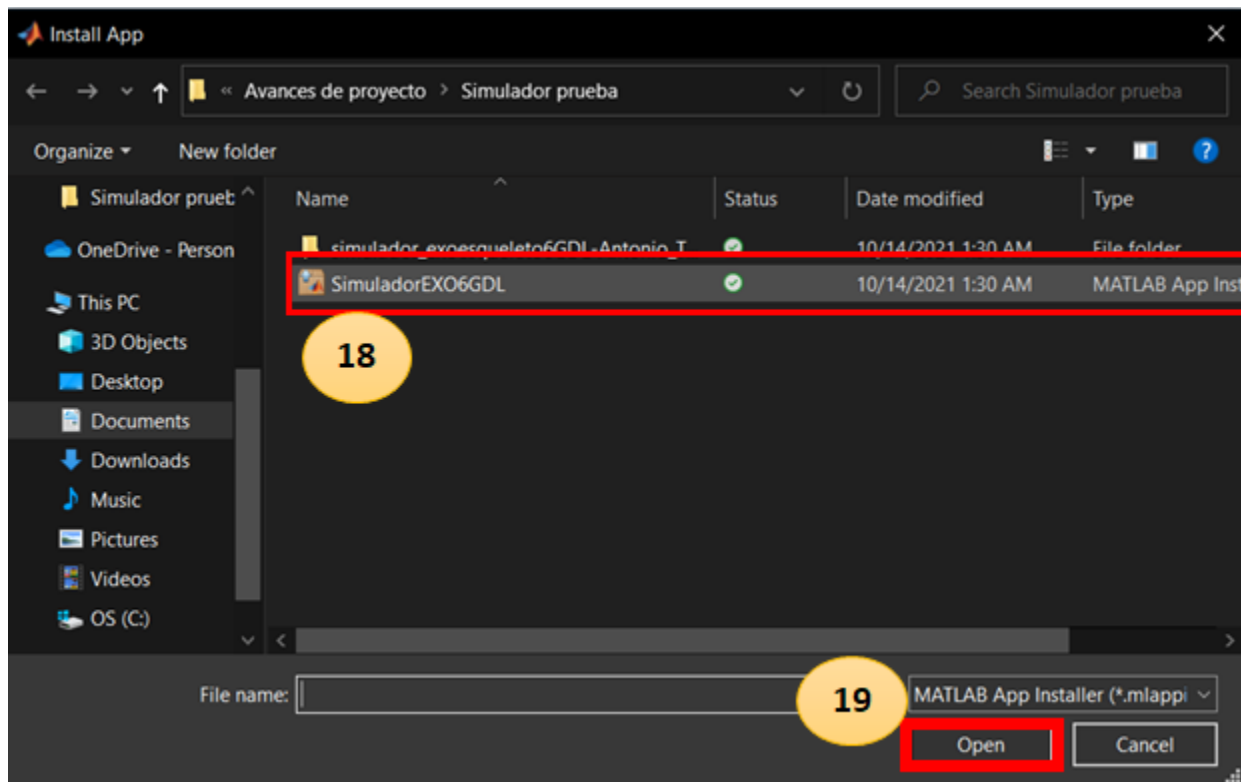 Install App
« Avances de proyecto > Simulador prueba
Search Simulador prueba
Organize
New folder
?
Simulador prueb
Name
Status
Date modified
Type
OneDrive - Person
simulador_exoesqueleto6GDL-Antonio_T
10/14/2021 1:30 AM
File folder
SimuladorEXO6GDL
10/14/2021 1:30 AM
MATLAB App Inst
This PC
3D Objects
18
Desktop
Documents
Downloads
Music
Pictures
Videos
OS (C:)
File name:
19
MATLAB App Installer (*.mlappi
Open
Cancel